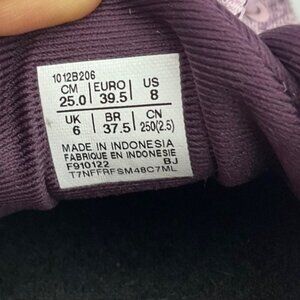 1012B206
CM EURO US
25.0 39.5 8
UK BR CN
6 37.5 250(2.5)
MADE IN INDONESIA
FABRIQUE EN INDONESIE
F910122 BJ
T7NFFRFSM48C7ML